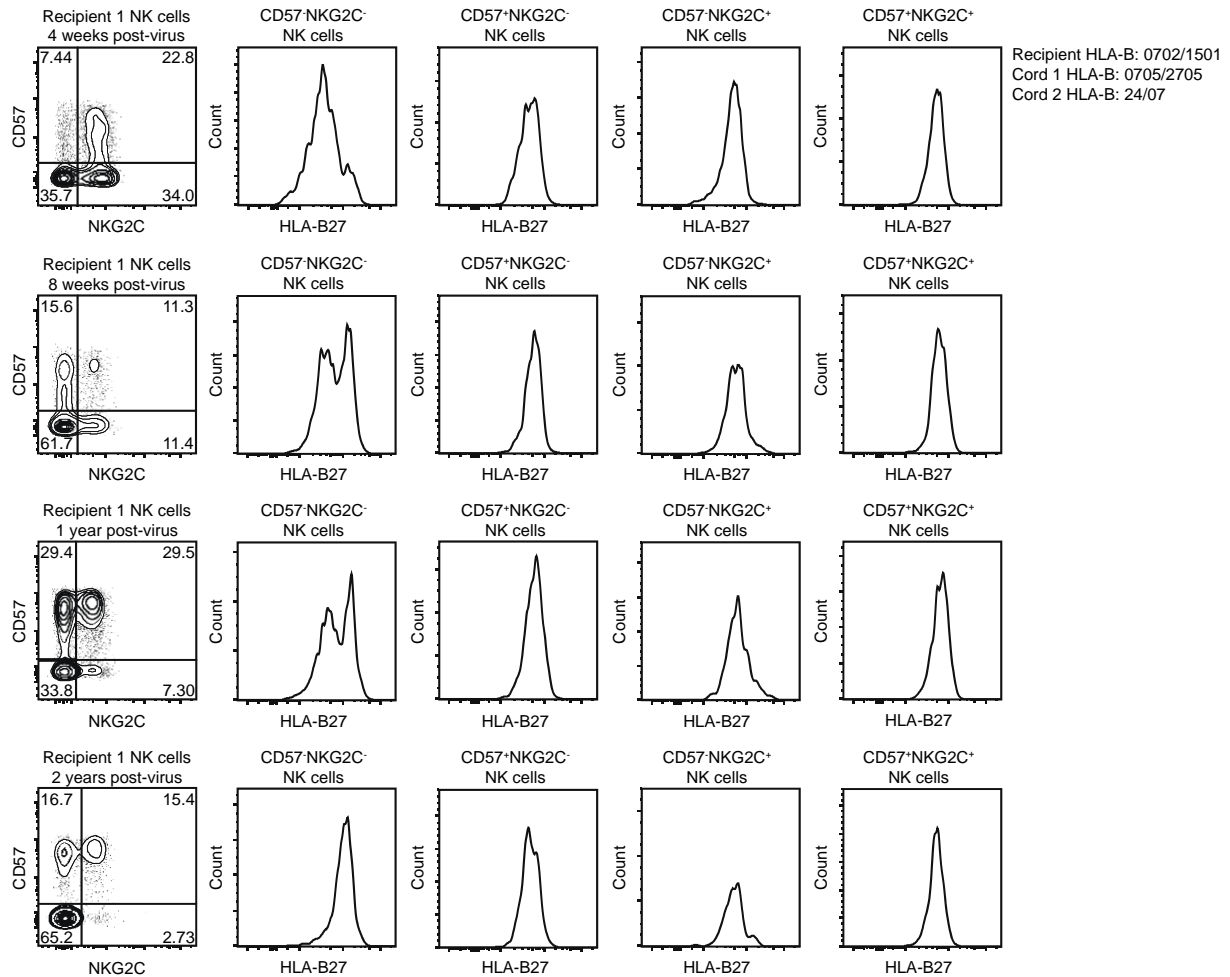 Recipient 1 NK cells
4 weeks post-virus
CD57⁻NKG2C⁻
NK cells
CD57⁺NKG2C⁻
NK cells
CD57⁻NKG2C⁺
NK cells
CD57⁺NKG2C⁺
NK cells
Recipient HLA-B: 0702/1501
Cord 1 HLA-B: 0705/2705
Cord 2 HLA-B: 24/07
7.44 22.8
35.7 34.0
CD57
NKG2C
Count
HLA-B27
Count
HLA-B27
Count
HLA-B27
Count
HLA-B27
Recipient 1 NK cells
8 weeks post-virus
CD57⁻NKG2C⁻
NK cells
CD57⁺NKG2C⁻
NK cells
CD57⁻NKG2C⁺
NK cells
CD57⁺NKG2C⁺
NK cells
15.6 11.3
61.7 11.4
CD57
NKG2C
Count
HLA-B27
Count
HLA-B27
Count
HLA-B27
Count
HLA-B27
Recipient 1 NK cells
1 year post-virus
CD57⁻NKG2C⁻
NK cells
CD57⁺NKG2C⁻
NK cells
CD57⁻NKG2C⁺
NK cells
CD57⁺NKG2C⁺
NK cells
29.4 29.5
33.8 7.30
CD57
NKG2C
Count
HLA-B27
Count
HLA-B27
Count
HLA-B27
Count
HLA-B27
Recipient 1 NK cells
2 years post-virus
CD57⁻NKG2C⁻
NK cells
CD57⁺NKG2C⁻
NK cells
CD57⁻NKG2C⁺
NK cells
CD57⁺NKG2C⁺
NK cells
16.7 15.4
65.2 2.73
CD57
NKG2C
Count
HLA-B27
Count
HLA-B27
Count
HLA-B27
Count
HLA-B27